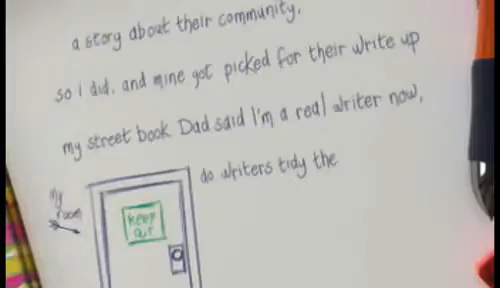 a story about their community.
so i did, and mine got picked for their write up
my street book Dad said I'm a real writer now,
do writers tidy the
My room
keep out